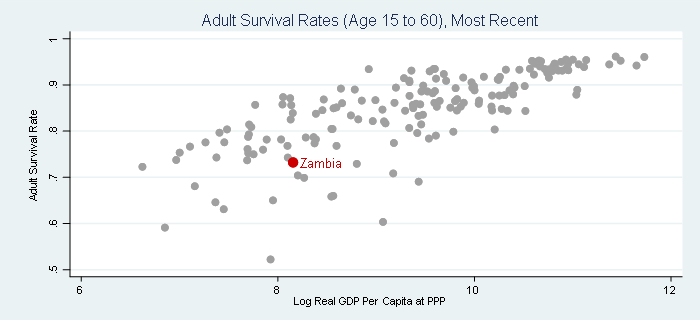 Adult Survival Rates (Age 15 to 60), Most Recent
1
.9
.8
.7
.6
.5
Adult Survival Rate
Zambia
6 8 10 12
Log Real GDP Per Capita at PPP